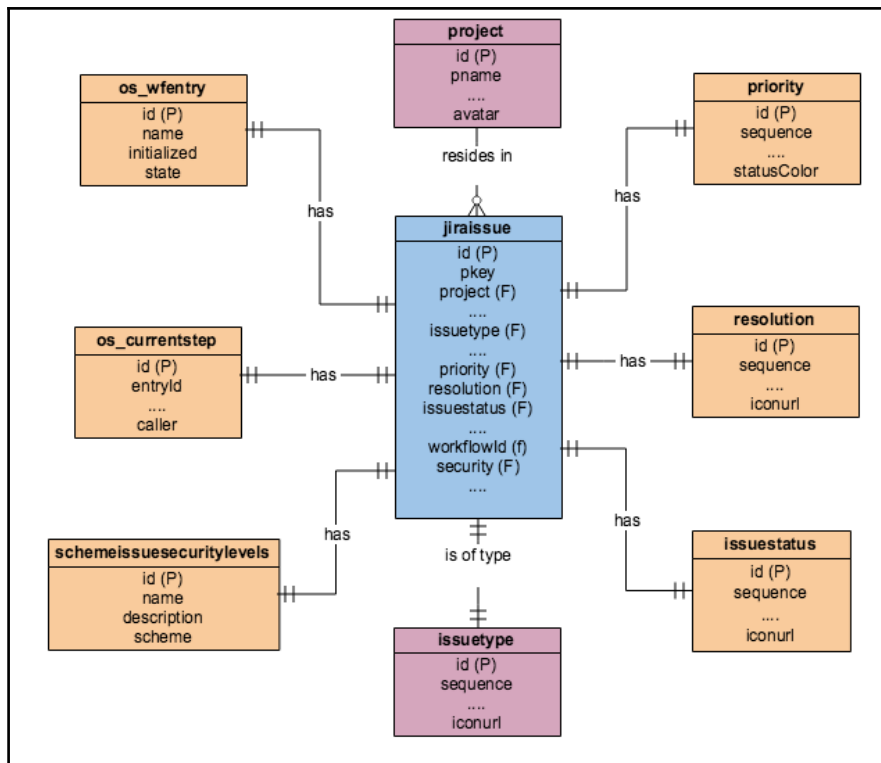 project
id (P)
pname
....
avatar
os_wfentry
id (P)
name
initialized
state
priority
id (P)
sequence
....
statusColor
resides in
has
has
jiraissue
id (P)
pkey
project (F)
....
issuetype (F)
....
priority (F)
resolution (F)
issuestatus (F)
....
workflowId (f)
security (F)
....
os_currentstep
id (P)
entryId
....
caller
has
has
resolution
id (P)
sequence
....
iconurl
has
has
is of type
schemeissuesecuritylevels
id (P)
name
description
scheme
issuestatus
id (P)
sequence
....
iconurl
issuetype
id (P)
sequence
....
iconurl